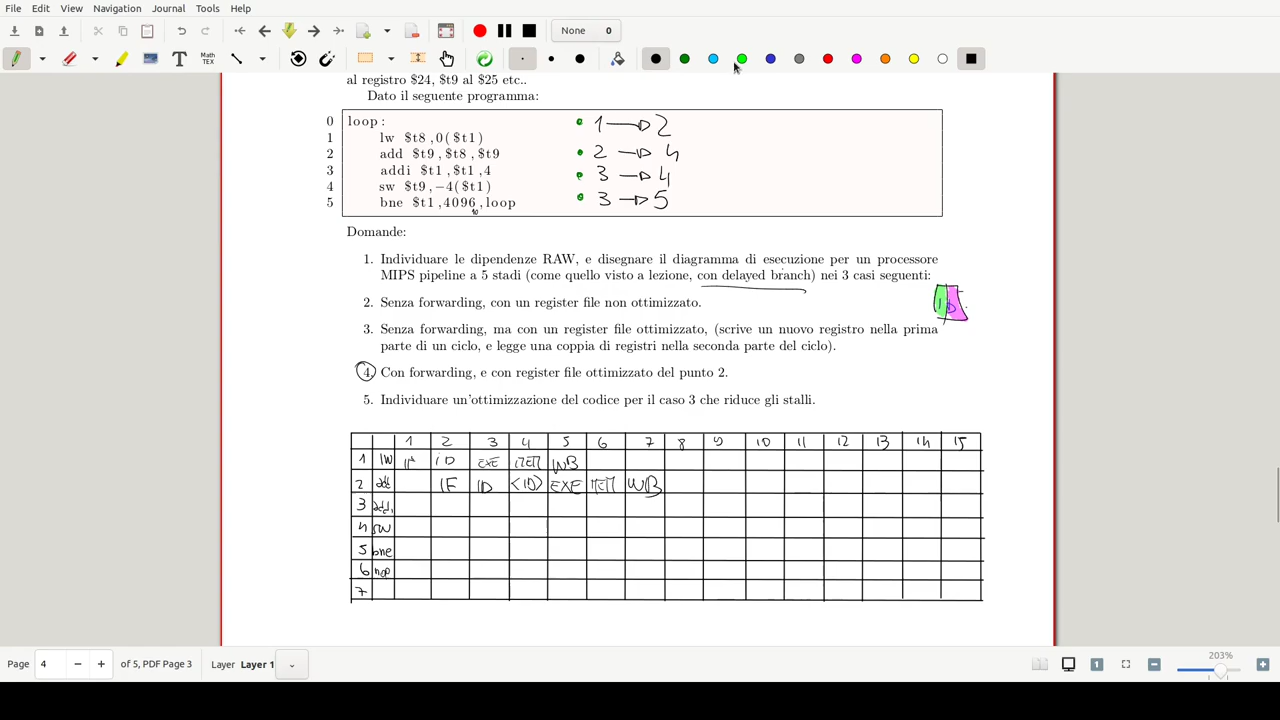 File Edit View Navigation Journal Tools Help
None 0
Math
al registro $24, $t9 al $25 etc..
Dato il seguente programma:
0 loop: 1 → 2
1 lw $t8,0($t1)
2 add $t9,$t8,$t9 2 → 4
3 addi $t1,$t1,4 3 → 4
4 sw $t9,-4($t1)
5 bne $t1,4096,loop 3 → 5
10
Domande:
1. Individuare le dipendenze RAW, e disegnare il diagramma di esecuzione per un processore
MIPS pipeline a 5 stadi (come quello visto a lezione, con delayed branch) nei 3 casi seguenti:
2. Senza forwarding, con un register file non ottimizzato. ID
3. Senza forwarding, ma con un register file ottimizzato, (scrive un nuovo registro nella prima
parte di un ciclo, e legge una coppia di registri nella seconda parte del ciclo).
4. Con forwarding, e con register file ottimizzato del punto 2.
5. Individuare un'ottimizzazione del codice per il caso 3 che riduce gli stalli.
1 2 3 4 5 6 7 8 9 10 11 12 13 14 15
1 lw IF ID EXE MEM WB
2 add IF ID <ID> EXE MEM WB
3 addi
4 sw
5 bne
6 nop
7
Page 4 of 5, PDF Page 3 Layer Layer 1 1 203%